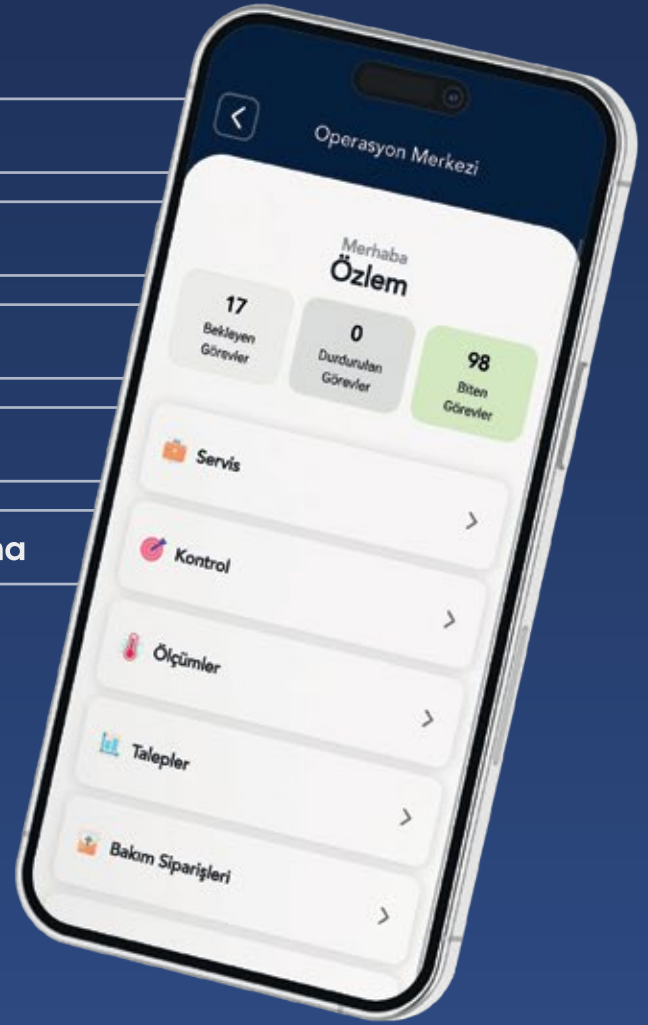 Operasyon Merkezi
Merhaba
Özlem
17
Bekleyen
Görevler
0
Durdurulan
Görevler
98
Biten
Görevler
Servis
Kontrol
Ölçümler
Talepler
Bakım Siparişleri